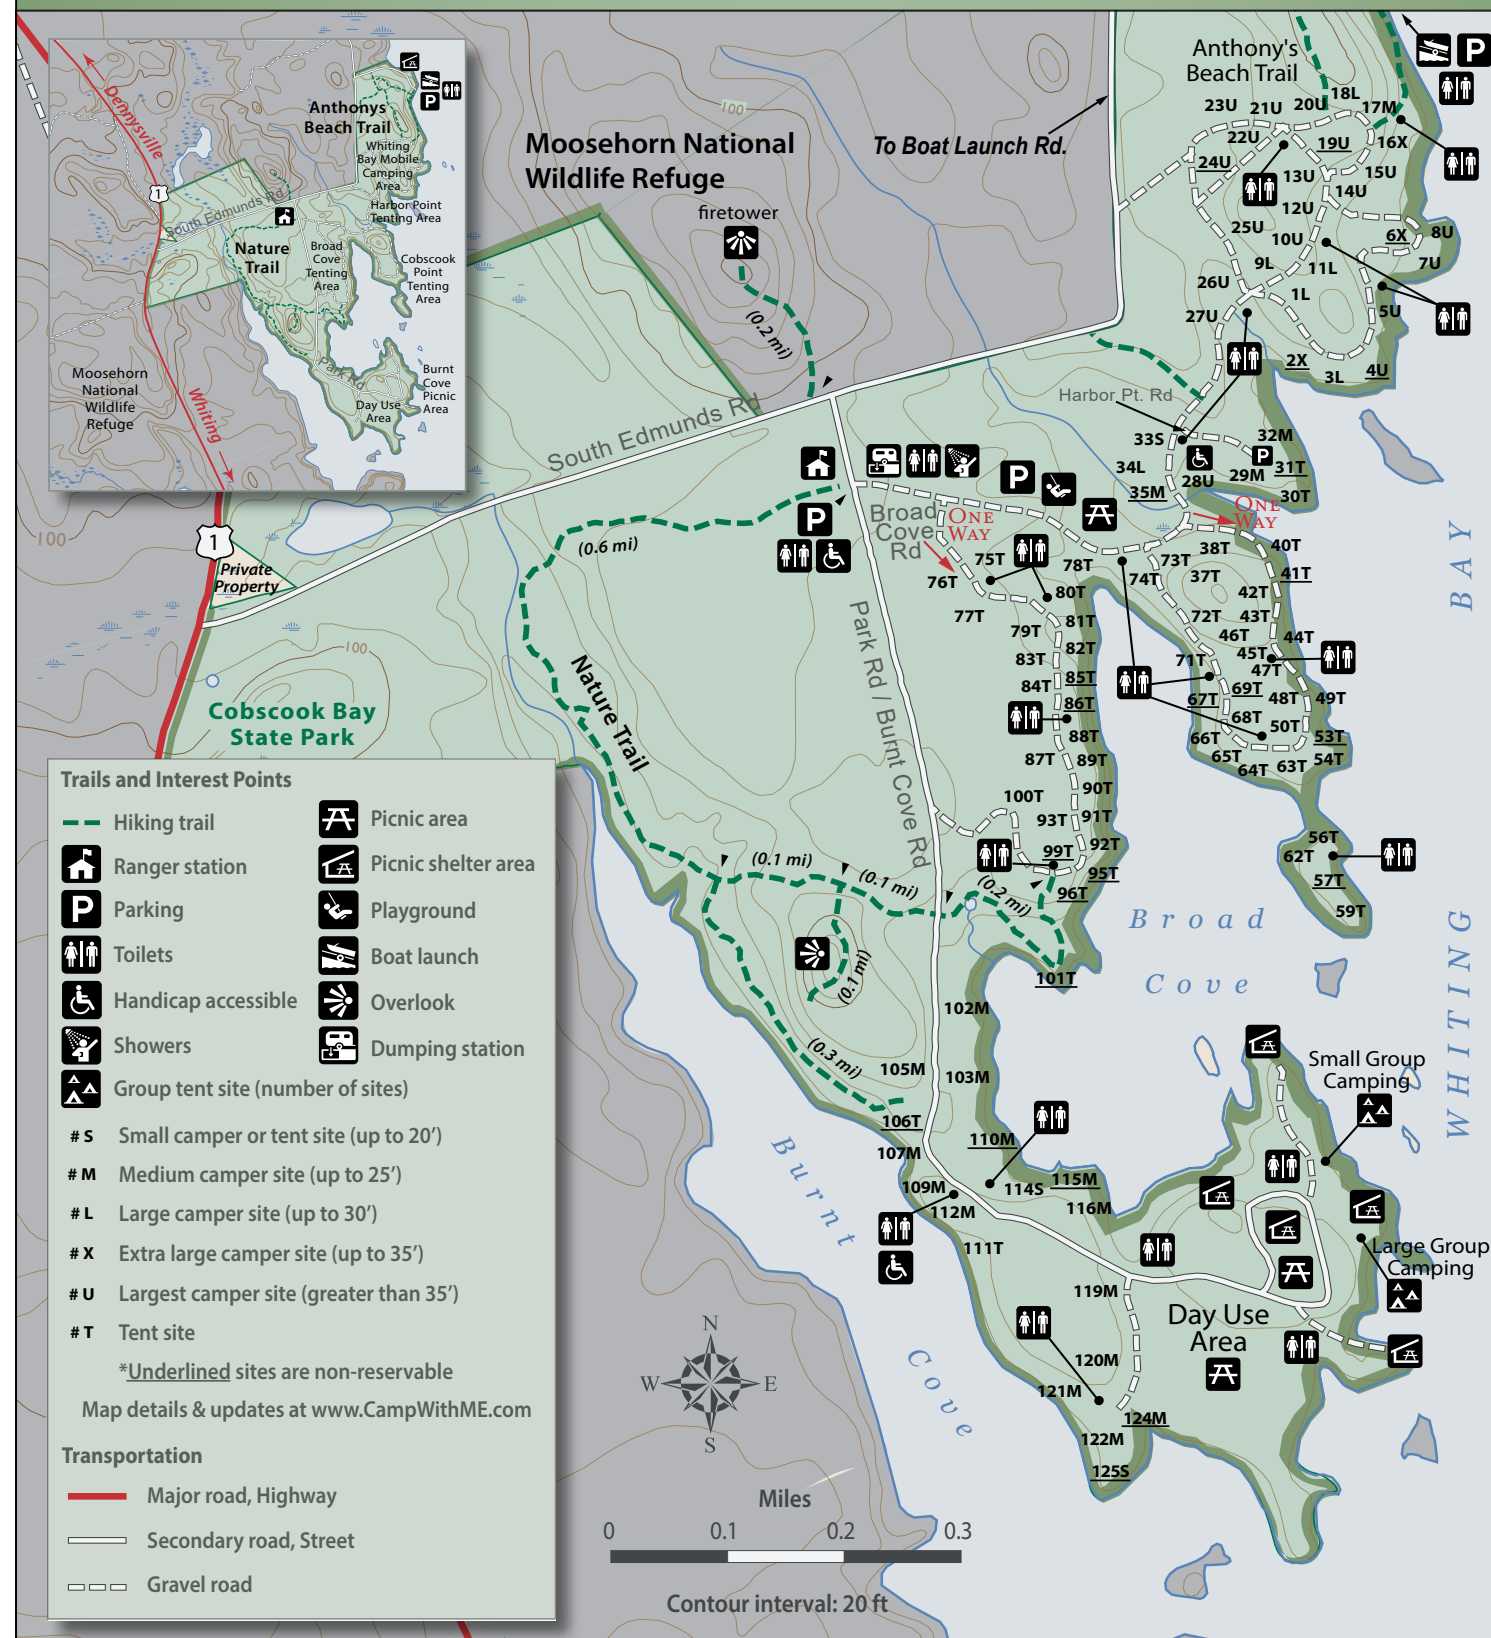 Dennysville
1
South Edmunds Rd
Anthonys
Beach Trail
Whiting
Bay Mobile
Camping
Area
Harbor Point
Tenting Area
Nature
Trail
Broad
Cove
Tenting
Area
Cobscook
Point
Tenting
Area
Moosehorn
National
Wildlife
Refuge
Whiting
Park Rd
Day Use
Area
Burnt
Cove
Picnic
Area
P
100
Moosehorn National
Wildlife Refuge
firetower
(0.2 mi)
To Boat Launch Rd.
Anthony's
Beach Trail
P
18L
23U
21U
20U
17M
22U
19U
16X
24U
13U
15U
14U
12U
25U
10U
6X
8U
9L
11L
7U
26U
1L
27U
5U
2X
3L
4U
Harbor Pt. Rd
33S
32M
P
34L
29M
31T
35M
28U
30T
South Edmunds Rd
P
P
Broad
Cove
Rd
ONE
WAY
ONE
WAY
100
1
Private
Property
(0.6 mi)
75T
78T
73T
38T
40T
76T
74T
37T
41T
80T
42T
77T
72T
43T
79T
81T
46T
44T
82T
45T
83T
71T
47T
84T
85T
69T
48T
49T
86T
67T
68T
50T
88T
66T
53T
87T
89T
65T
63T
54T
64T
90T
100T
93T
91T
92T
56T
99T
62T
95T
57T
96T
59T
100
Cobscook Bay
State Park
Nature Trail
Park Rd / Burnt Cove Rd
(0.1 mi)
(0.1 mi)
(0.2 mi)
(0.1 mi)
(0.3 mi)
Broad
Cove
WHITING BAY
101T
102M
105M
103M
106T
107M
110M
109M
114S
115M
112M
116M
111T
119M
120M
121M
124M
122M
125S
Small Group
Camping
Large Group
Camping
Day Use
Area
Burnt
Cove
Trails and Interest Points
Hiking trail
Ranger station
P Parking
Toilets
Handicap accessible
Showers
Group tent site (number of sites)
Picnic area
Picnic shelter area
Playground
Boat launch
Overlook
Dumping station
# S Small camper or tent site (up to 20′)
# M Medium camper site (up to 25′)
# L Large camper site (up to 30′)
# X Extra large camper site (up to 35′)
# U Largest camper site (greater than 35′)
# T Tent site
*Underlined sites are non-reservable
Map details & updates at www.CampWithME.com
Transportation
Major road, Highway
Secondary road, Street
Gravel road
N
W
E
S
Miles
0 0.1 0.2 0.3
Contour interval: 20 ft